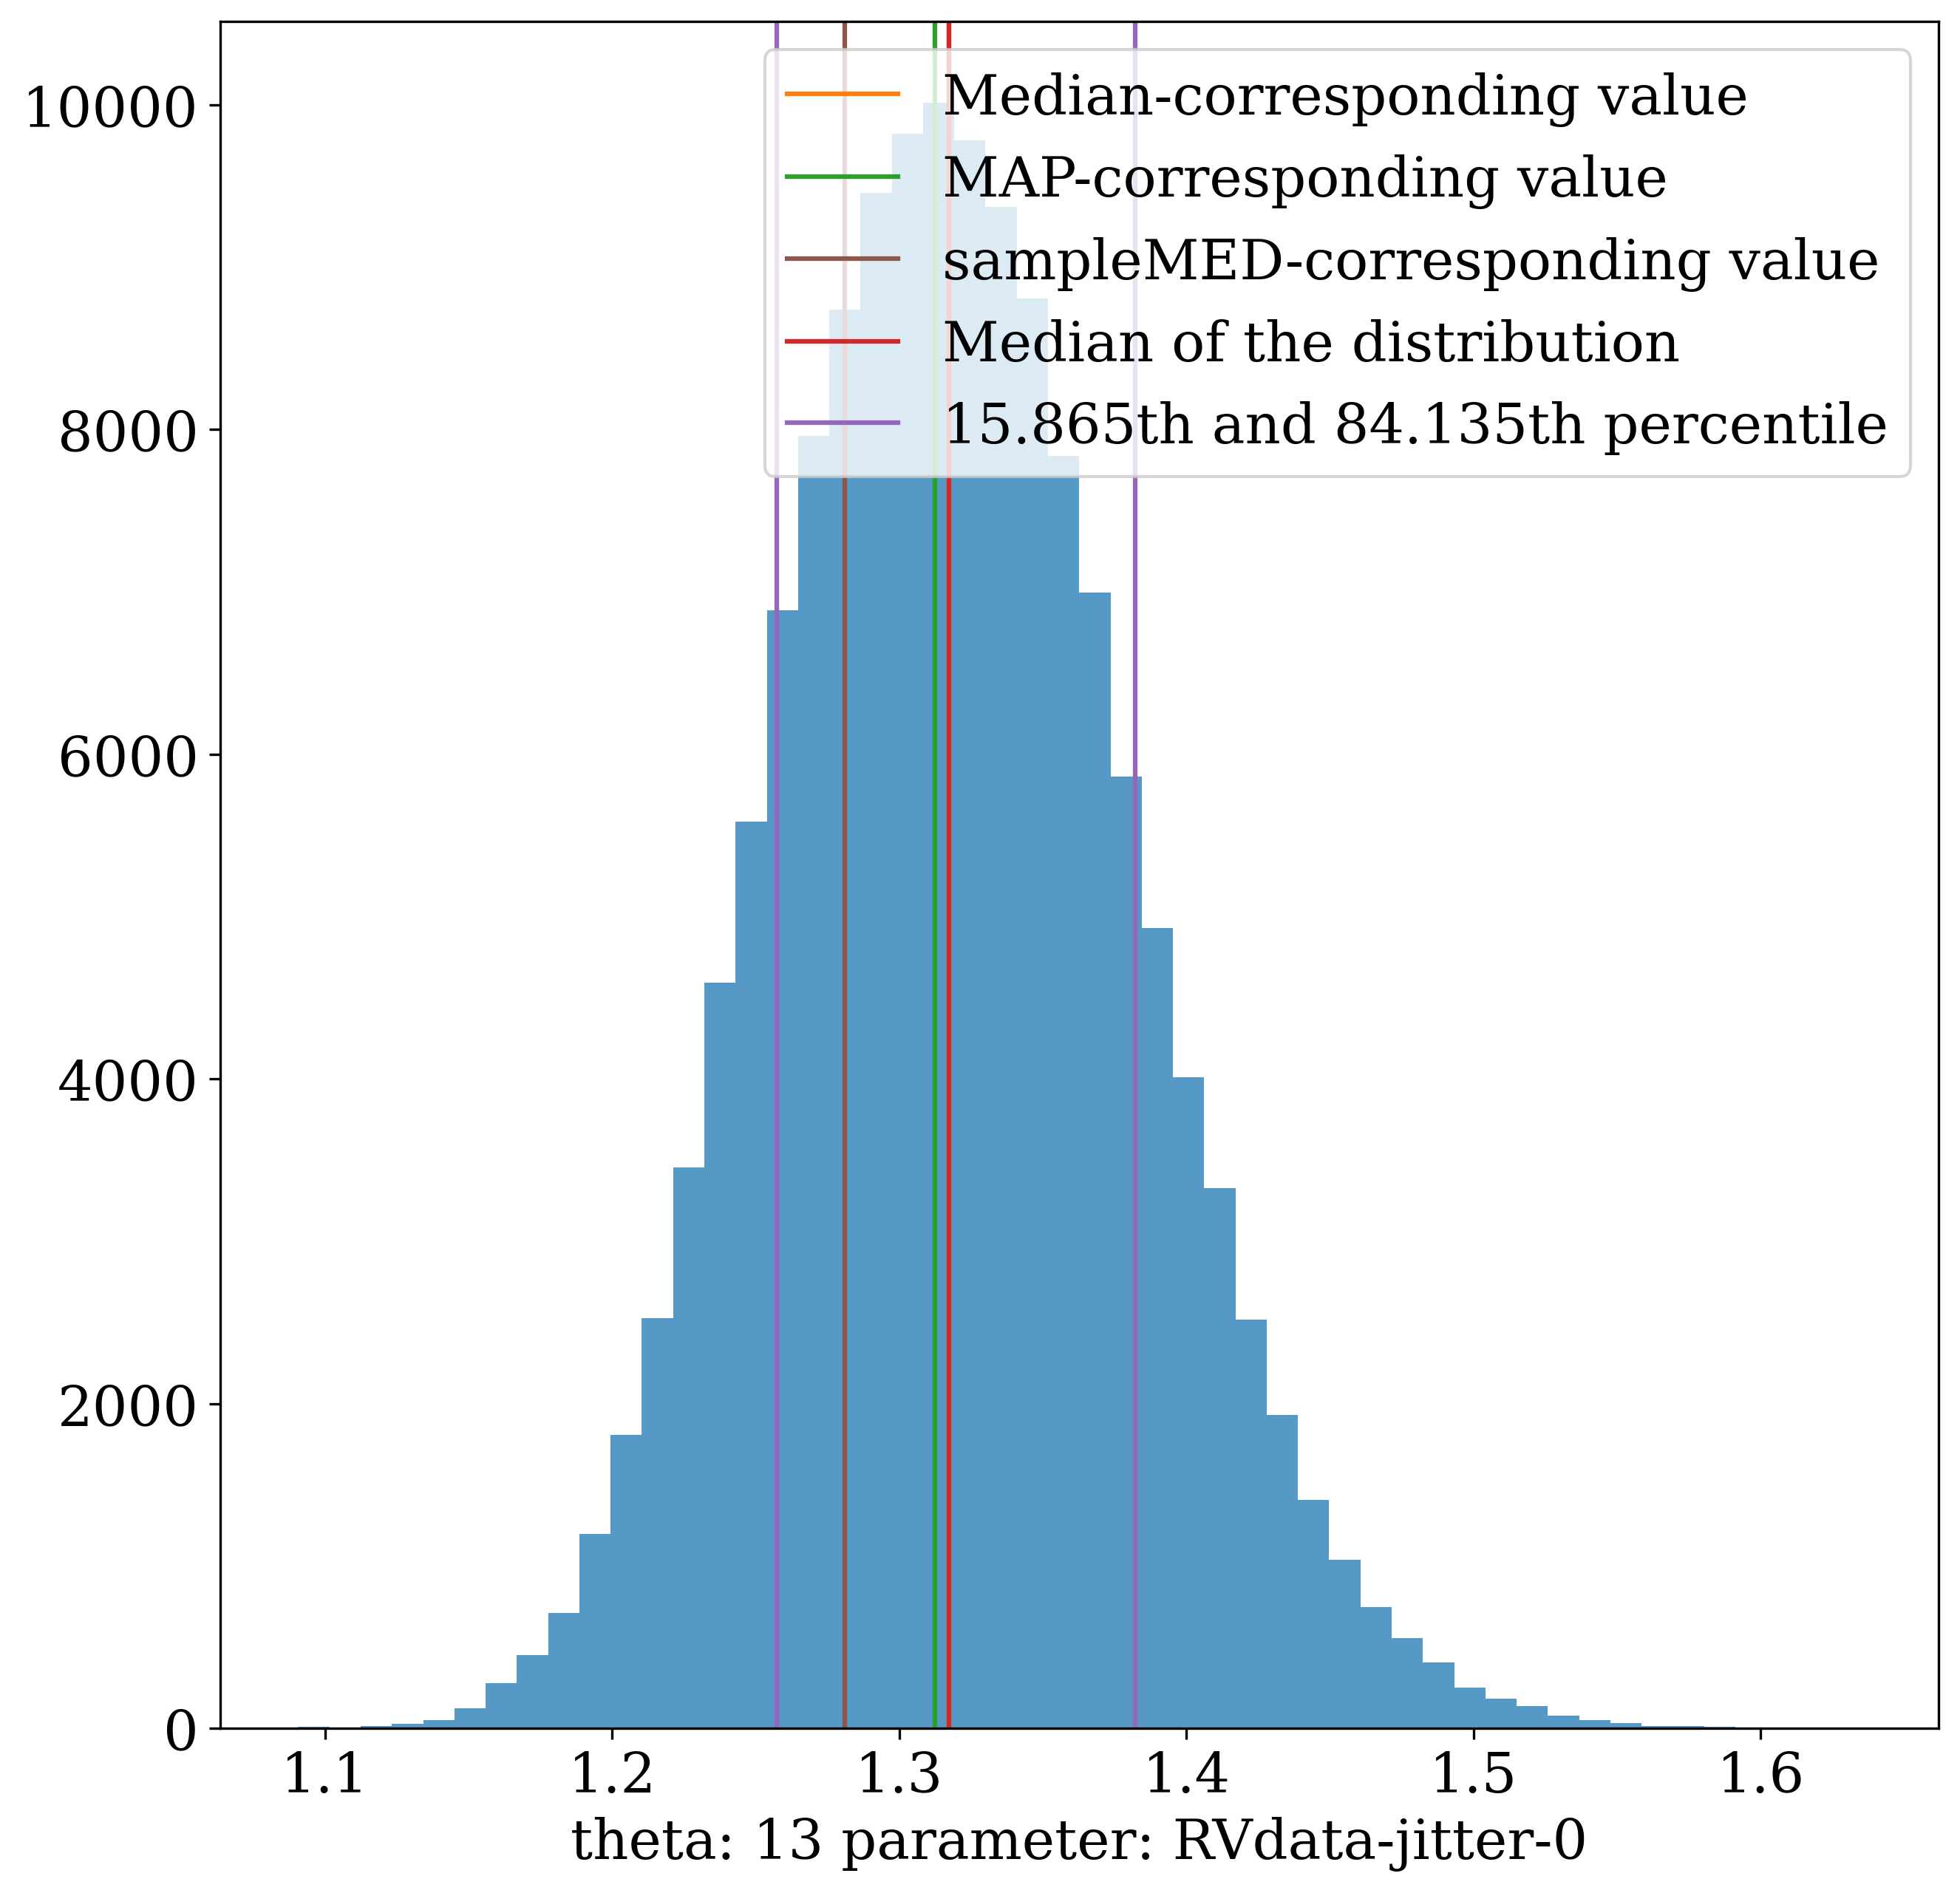 10000
8000
6000
4000
2000
0
Median-corresponding value
MAP-corresponding value
sampleMED-corresponding value
Median of the distribution
15.865th and 84.135th percentile
1.1 1.2 1.3 1.4 1.5 1.6
theta: 13 parameter: RVdata-jitter-0